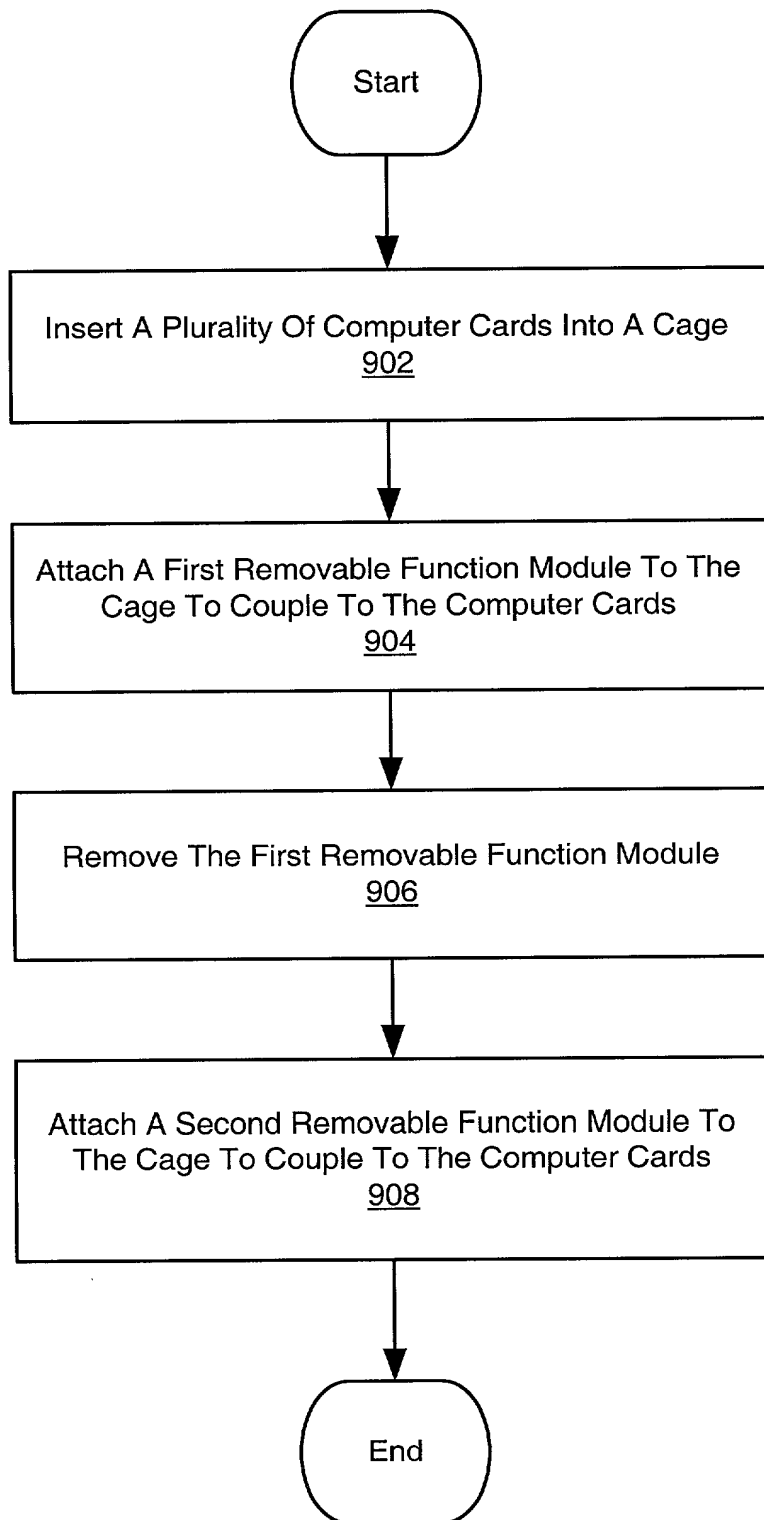 Start
Insert A Plurality Of Computer Cards Into A Cage
902
Attach A First Removable Function Module To The
Cage To Couple To The Computer Cards
904
Remove The First Removable Function Module
906
Attach A Second Removable Function Module To
The Cage To Couple To The Computer Cards
908
End